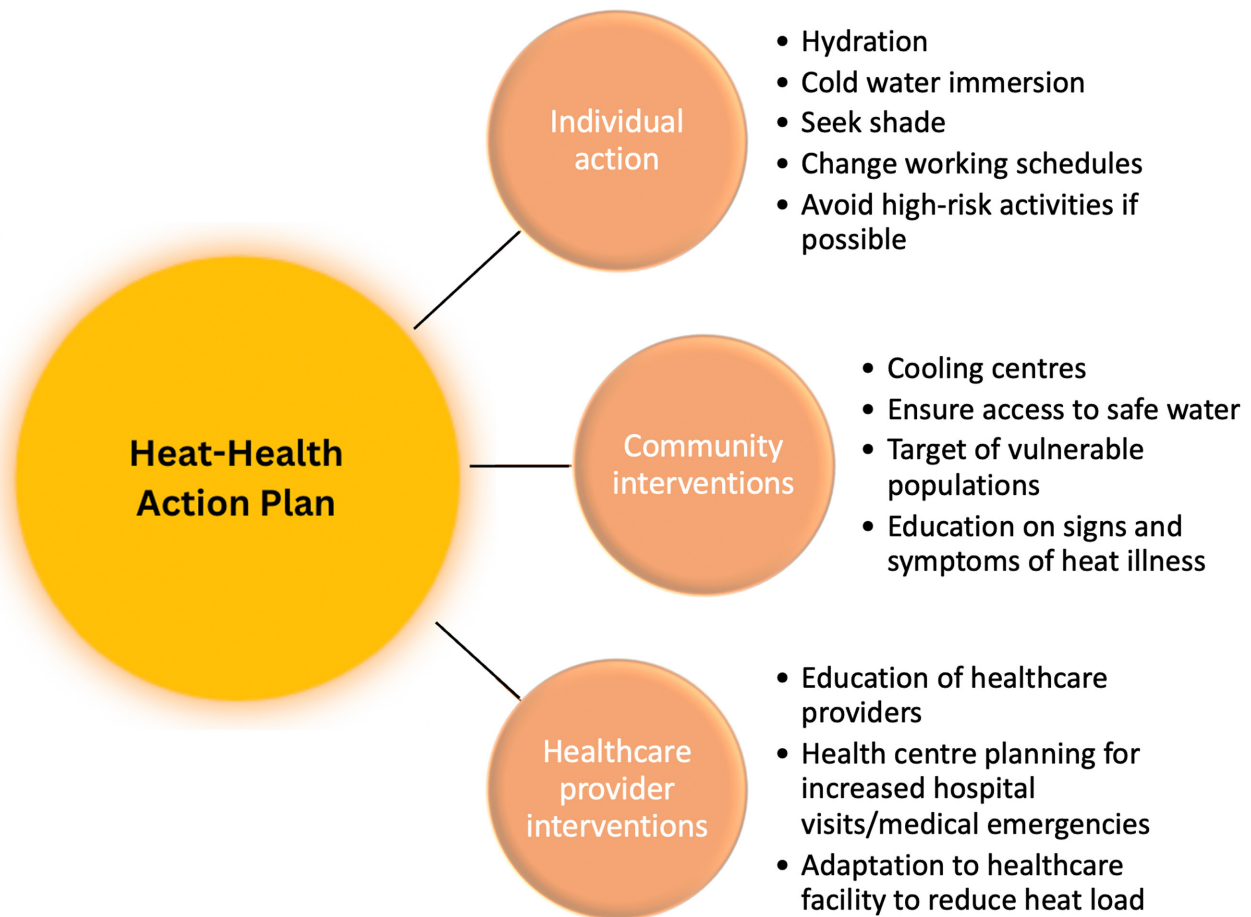 Heat-Health
Action Plan
Individual
action
• Hydration
• Cold water immersion
• Seek shade
• Change working schedules
• Avoid high-risk activities if
possible
Community
interventions
• Cooling centres
• Ensure access to safe water
• Target of vulnerable
populations
• Education on signs and
symptoms of heat illness
Healthcare
provider
interventions
• Education of healthcare
providers
• Health centre planning for
increased hospital
visits/medical emergencies
• Adaptation to healthcare
facility to reduce heat load